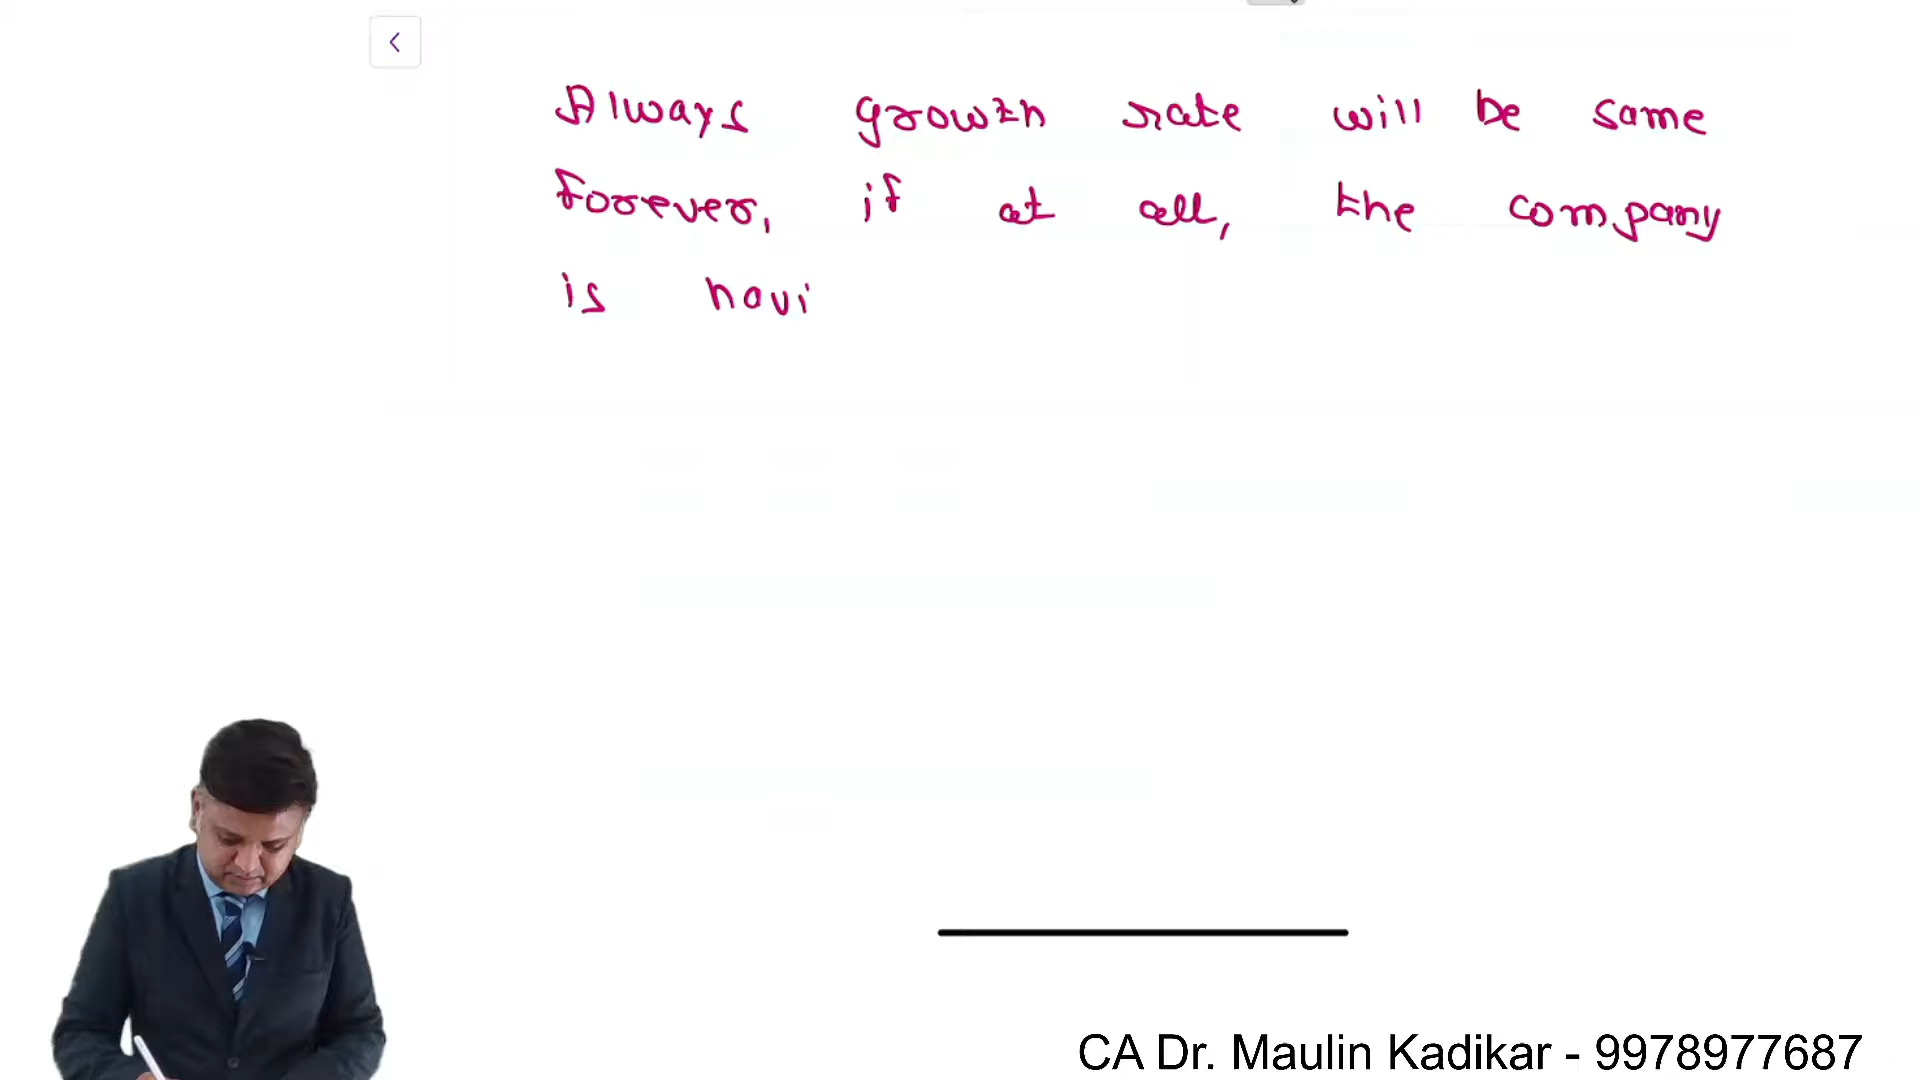 Always growth rate will be same
forever, if at all, the company
is havi
CA Dr. Maulin Kadikar - 9978977687